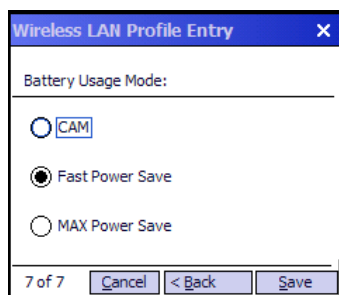 Wireless LAN Profile Entry X
Battery Usage Mode:
CAM
Fast Power Save
MAX Power Save
7 of 7 Cancel < Back Save